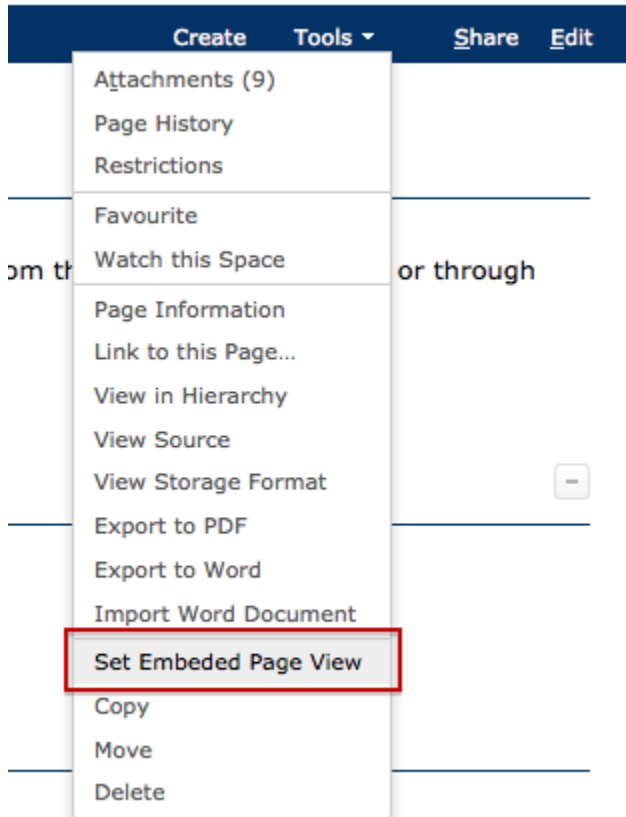 Create Tools Share Edit
Attachments (9)
Page History
Restrictions
Favourite
Watch this Space
or through
Page Information
Link to this Page...
View in Hierarchy
View Source
View Storage Format
Export to PDF
Export to Word
Import Word Document
Set Embeded Page View
Copy
Move
Delete